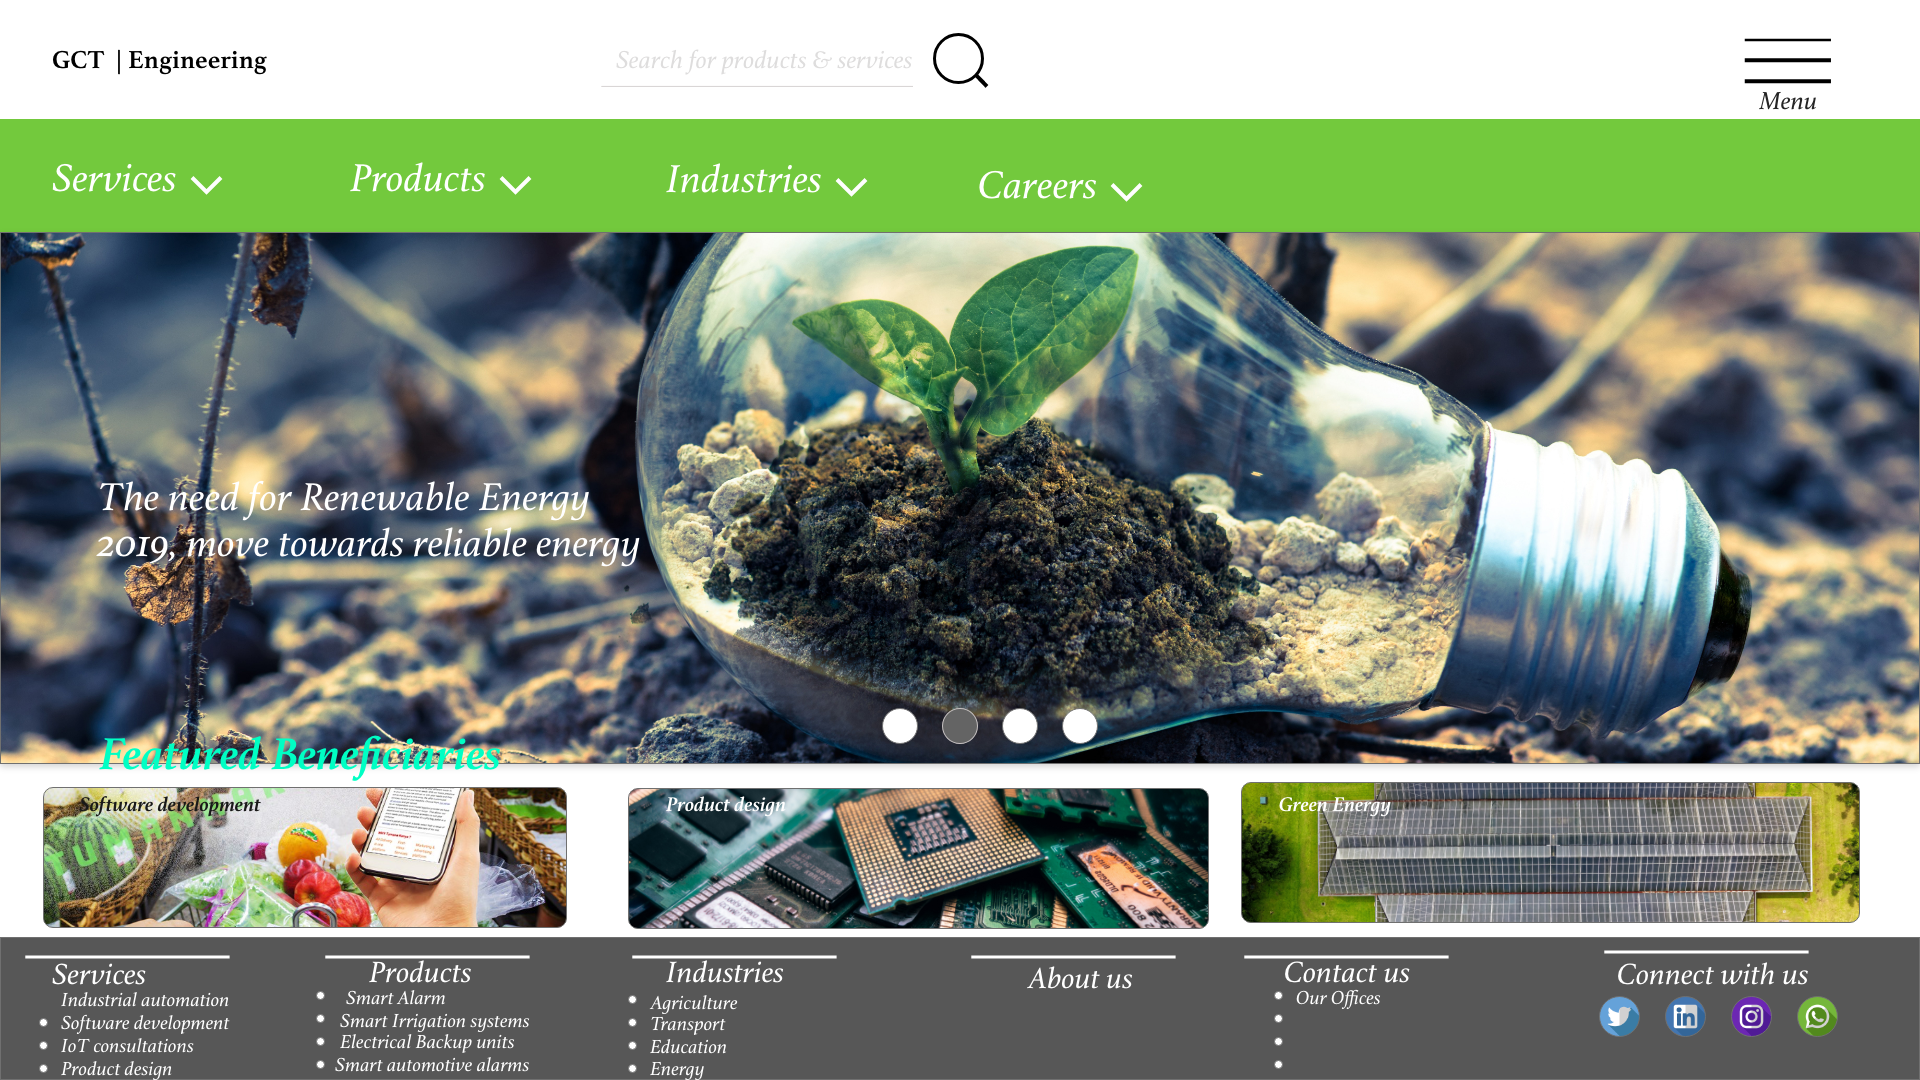 GCT | Engineering
Search for products & services
Menu
Services
Products
Industries
Careers
The need for Renewable Energy
2019, move towards reliable energy
Featured Beneficiaries
Software development
TUMAN
Product design
Green Energy
Services
Industrial automation
Software development
IoT consultations
Product design
Products
Smart Alarm
Smart Irrigation systems
Electrical Backup units
Smart automotive alarms
Industries
Agriculture
Transport
Education
Energy
About us
Contact us
Our Offices
Connect with us